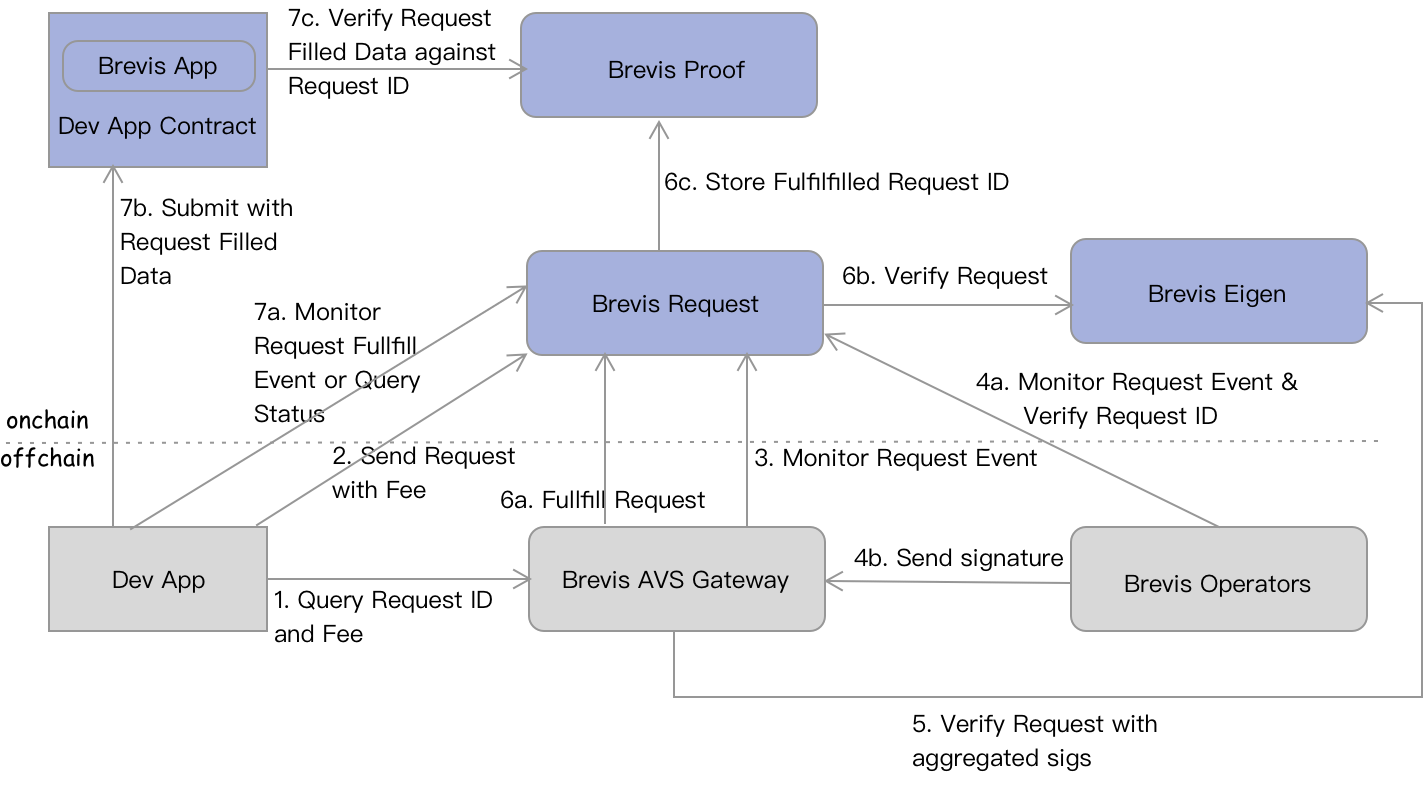 7c. Verify Request
Filled Data against
Request ID
Brevis App
Dev App Contract
Brevis Proof
6c. Store Fulfilfilled Request ID
7b. Submit with
Request Filled
Data
Brevis Request
6b. Verify Request
Brevis Eigen
7a. Monitor
Request Fullfill
Event or Query
Status
4a. Monitor Request Event &
Verify Request ID
onchain
offchain
2. Send Request
with Fee
3. Monitor Request Event
6a. Fullfill Request
Dev App
1. Query Request ID
and Fee
Brevis AVS Gateway
4b. Send signature
Brevis Operators
5. Verify Request with
aggregated sigs